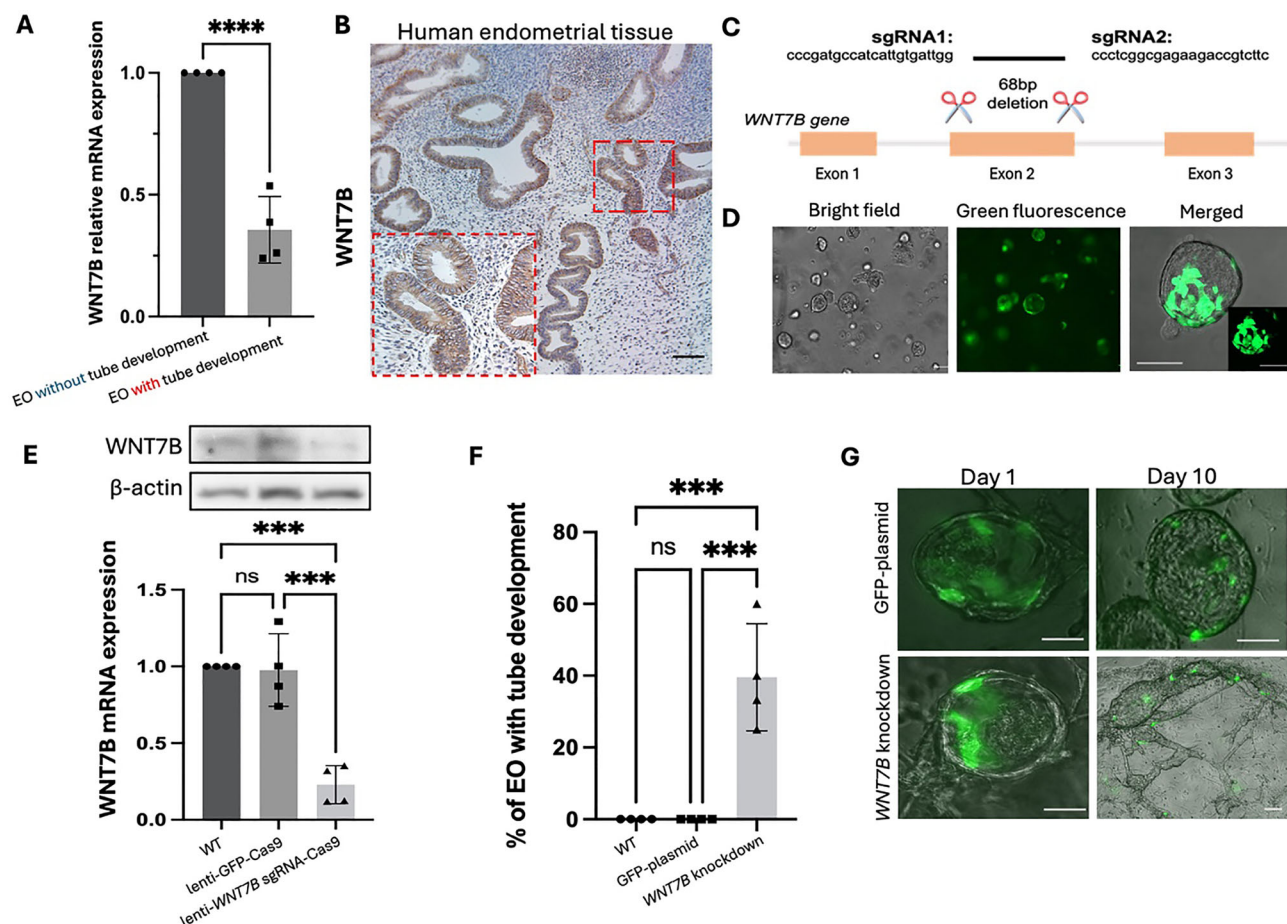 A
****
WNT7B relative mRNA expression
1.0
0.5
0.0
EO without tube development
EO with tube development
B
Human endometrial tissue
WNT7B
C
sgRNA1:
cccgatgccatcattgtgattgg
sgRNA2:
ccctcggcgagaagaccgtcttc
68bp
deletion
WNT7B gene
Exon 1
Exon 2
Exon 3
D
Bright field
Green fluorescence
Merged
E
WNT7B
β-actin
***
ns
***
WNT7B mRNA expression
1.5
1.0
0.5
0.0
WT
lenti-GFP-Cas9
lenti-WNT7B sgRNA-Cas9
F
***
ns
***
% of EO with tube development
80
60
40
20
0
WT
GFP-plasmid
WNT7B knockdown
G
Day 1
Day 10
GFP-plasmid
WNT7B knockdown